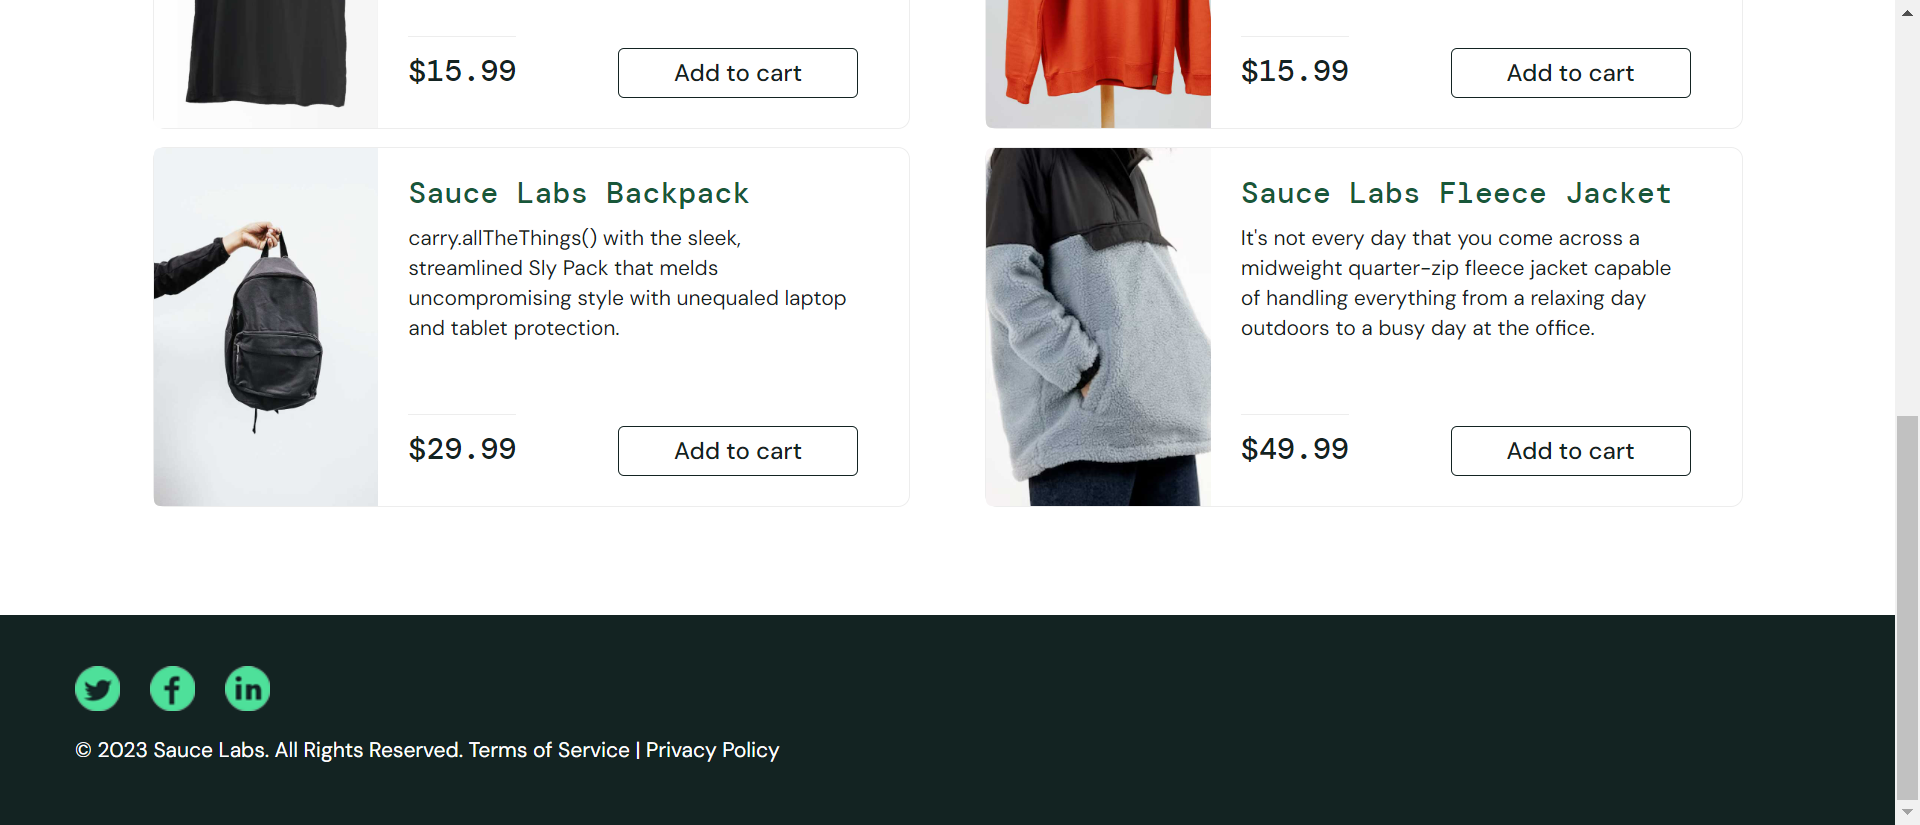 $15.99
Add to cart
$15.99
Add to cart
Sauce Labs Backpack
carry.allTheThings() with the sleek,
streamlined Sly Pack that melds
uncompromising style with unequaled laptop
and tablet protection.
$29.99
Add to cart
Sauce Labs Fleece Jacket
It's not every day that you come across a
midweight quarter-zip fleece jacket capable
of handling everything from a relaxing day
outdoors to a busy day at the office.
$49.99
Add to cart
© 2023 Sauce Labs. All Rights Reserved. Terms of Service | Privacy Policy